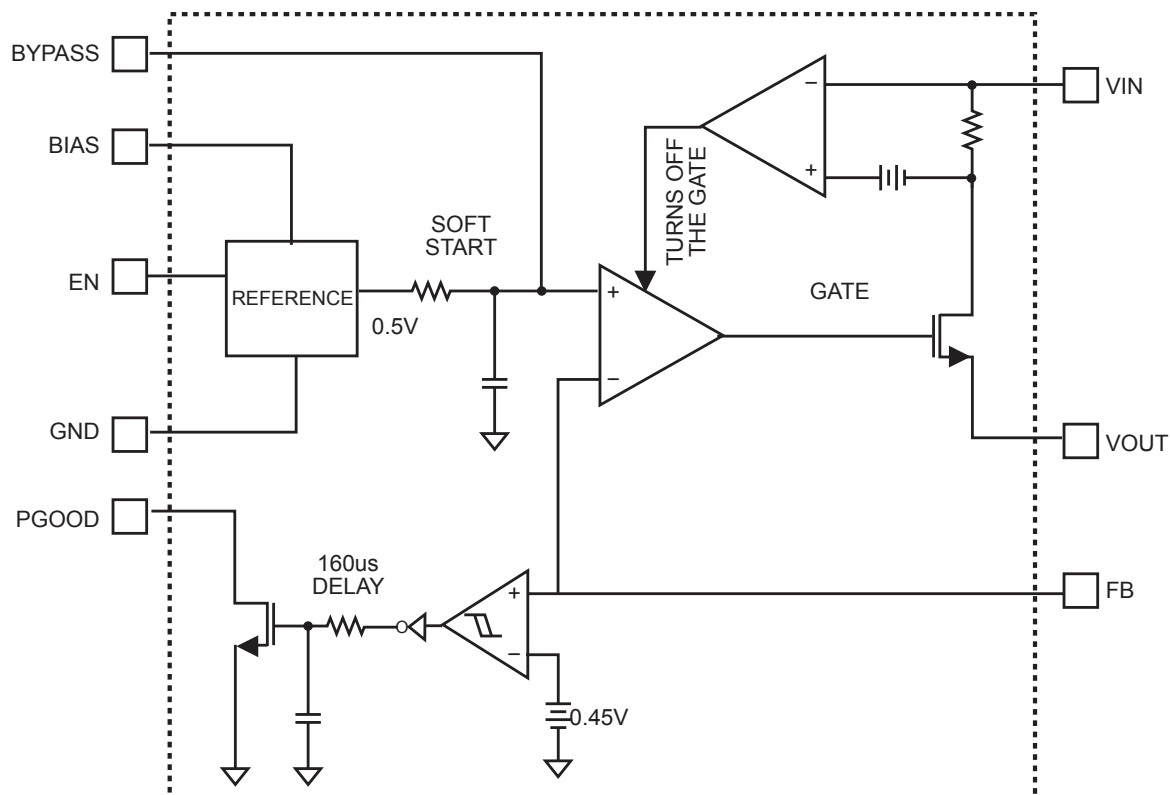 BYPASS
VIN
BIAS
TURNS OFF
THE GATE
SOFT
START
EN
REFERENCE
0.5V
GATE
GND
VOUT
PGOOD
160us
DELAY
FB
0.45V